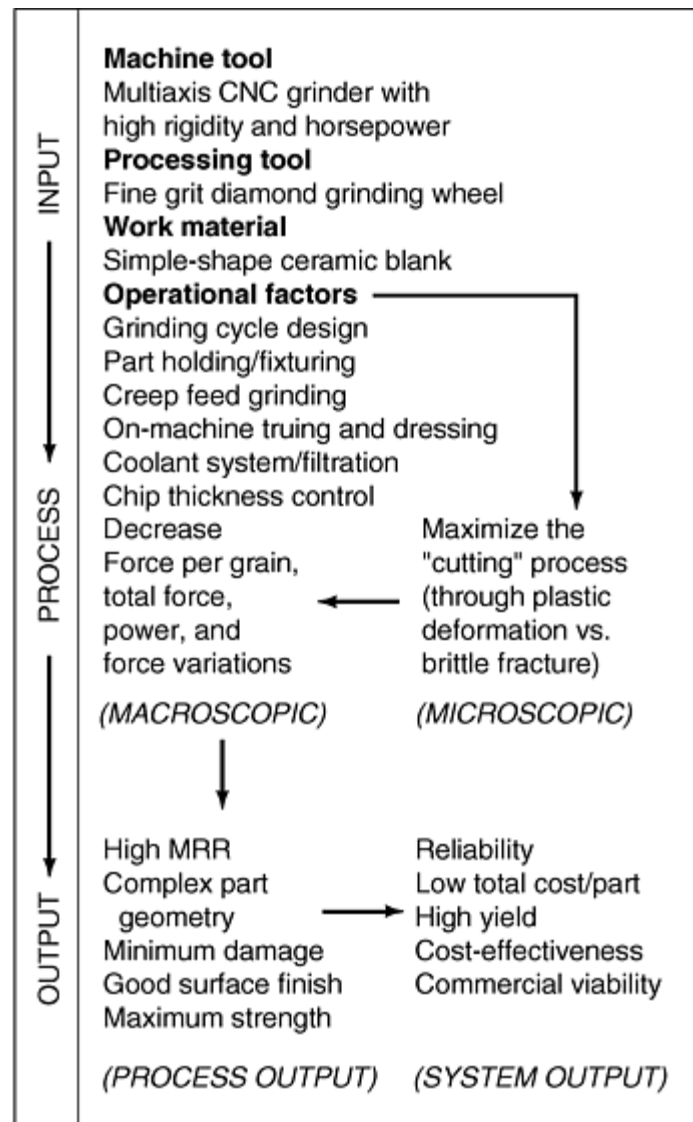 INPUT
PROCESS
OUTPUT
Machine tool
Multiaxis CNC grinder with
high rigidity and horsepower
Processing tool
Fine grit diamond grinding wheel
Work material
Simple-shape ceramic blank
Operational factors
Grinding cycle design
Part holding/fixturing
Creep feed grinding
On-machine truing and dressing
Coolant system/filtration
Chip thickness control
Decrease
Force per grain,
total force,
power, and
force variations
(MACROSCOPIC)
Maximize the
"cutting" process
(through plastic
deformation vs.
brittle fracture)
(MICROSCOPIC)
High MRR
Complex part
geometry
Minimum damage
Good surface finish
Maximum strength
(PROCESS OUTPUT)
Reliability
Low total cost/part
High yield
Cost-effectiveness
Commercial viability
(SYSTEM OUTPUT)